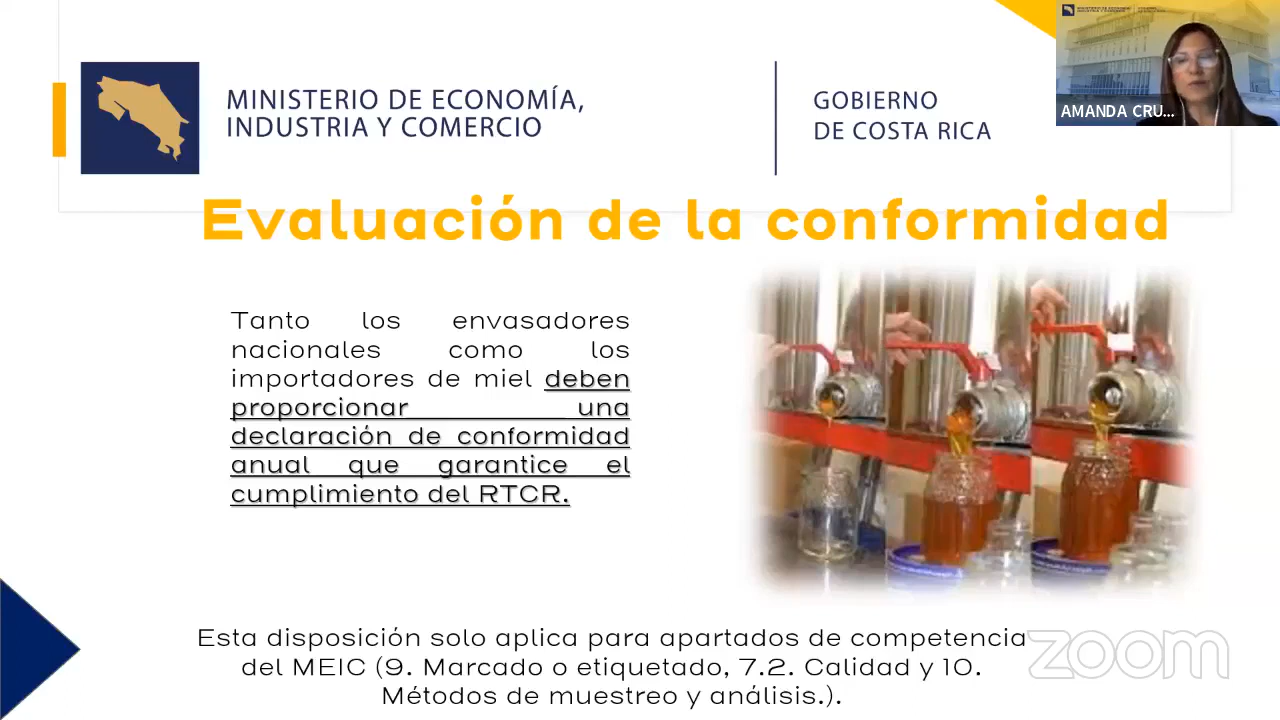 MINISTERIO DE ECONOMÍA,
INDUSTRIA Y COMERCIO
GOBIERNO
DE COSTA RICA
AMANDA CRU...
Evaluación de la conformidad
Tanto los envasadores
nacionales como los
importadores de miel deben
proporcionar una
declaración de conformidad
anual que garantice el
cumplimiento del RTCR.
Esta disposición solo aplica para apartados de competencia
del MEIC (9. Marcado o etiquetado, 7.2. Calidad y 10.
Métodos de muestreo y análisis.).
zoom